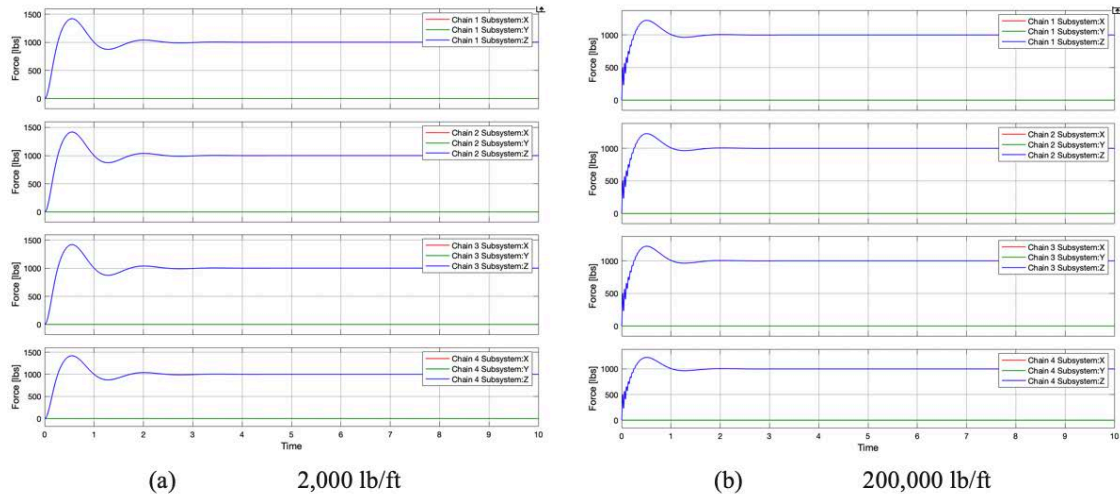 1500
1000
500
0
Force [lbs]
Chain 1 Subsystem:X
Chain 1 Subsystem:Y
Chain 1 Subsystem:Z
1500
1000
500
0
Force [lbs]
Chain 2 Subsystem:X
Chain 2 Subsystem:Y
Chain 2 Subsystem:Z
1500
1000
500
0
Force [lbs]
Chain 3 Subsystem:X
Chain 3 Subsystem:Y
Chain 3 Subsystem:Z
1500
1000
500
0
Force [lbs]
Chain 4 Subsystem:X
Chain 4 Subsystem:Y
Chain 4 Subsystem:Z
0 1 2 3 4 5 6 7 8 9 10
Time
(a) 2,000 lb/ft
1000
500
0
Force [lbs]
Chain 1 Subsystem:X
Chain 1 Subsystem:Y
Chain 1 Subsystem:Z
1000
500
0
Force [lbs]
Chain 2 Subsystem:X
Chain 2 Subsystem:Y
Chain 2 Subsystem:Z
1000
500
0
Force [lbs]
Chain 3 Subsystem:X
Chain 3 Subsystem:Y
Chain 3 Subsystem:Z
1000
500
0
Force [lbs]
Chain 4 Subsystem:X
Chain 4 Subsystem:Y
Chain 4 Subsystem:Z
0 1 2 3 4 5 6 7 8 9 10
Time
(b) 200,000 lb/ft